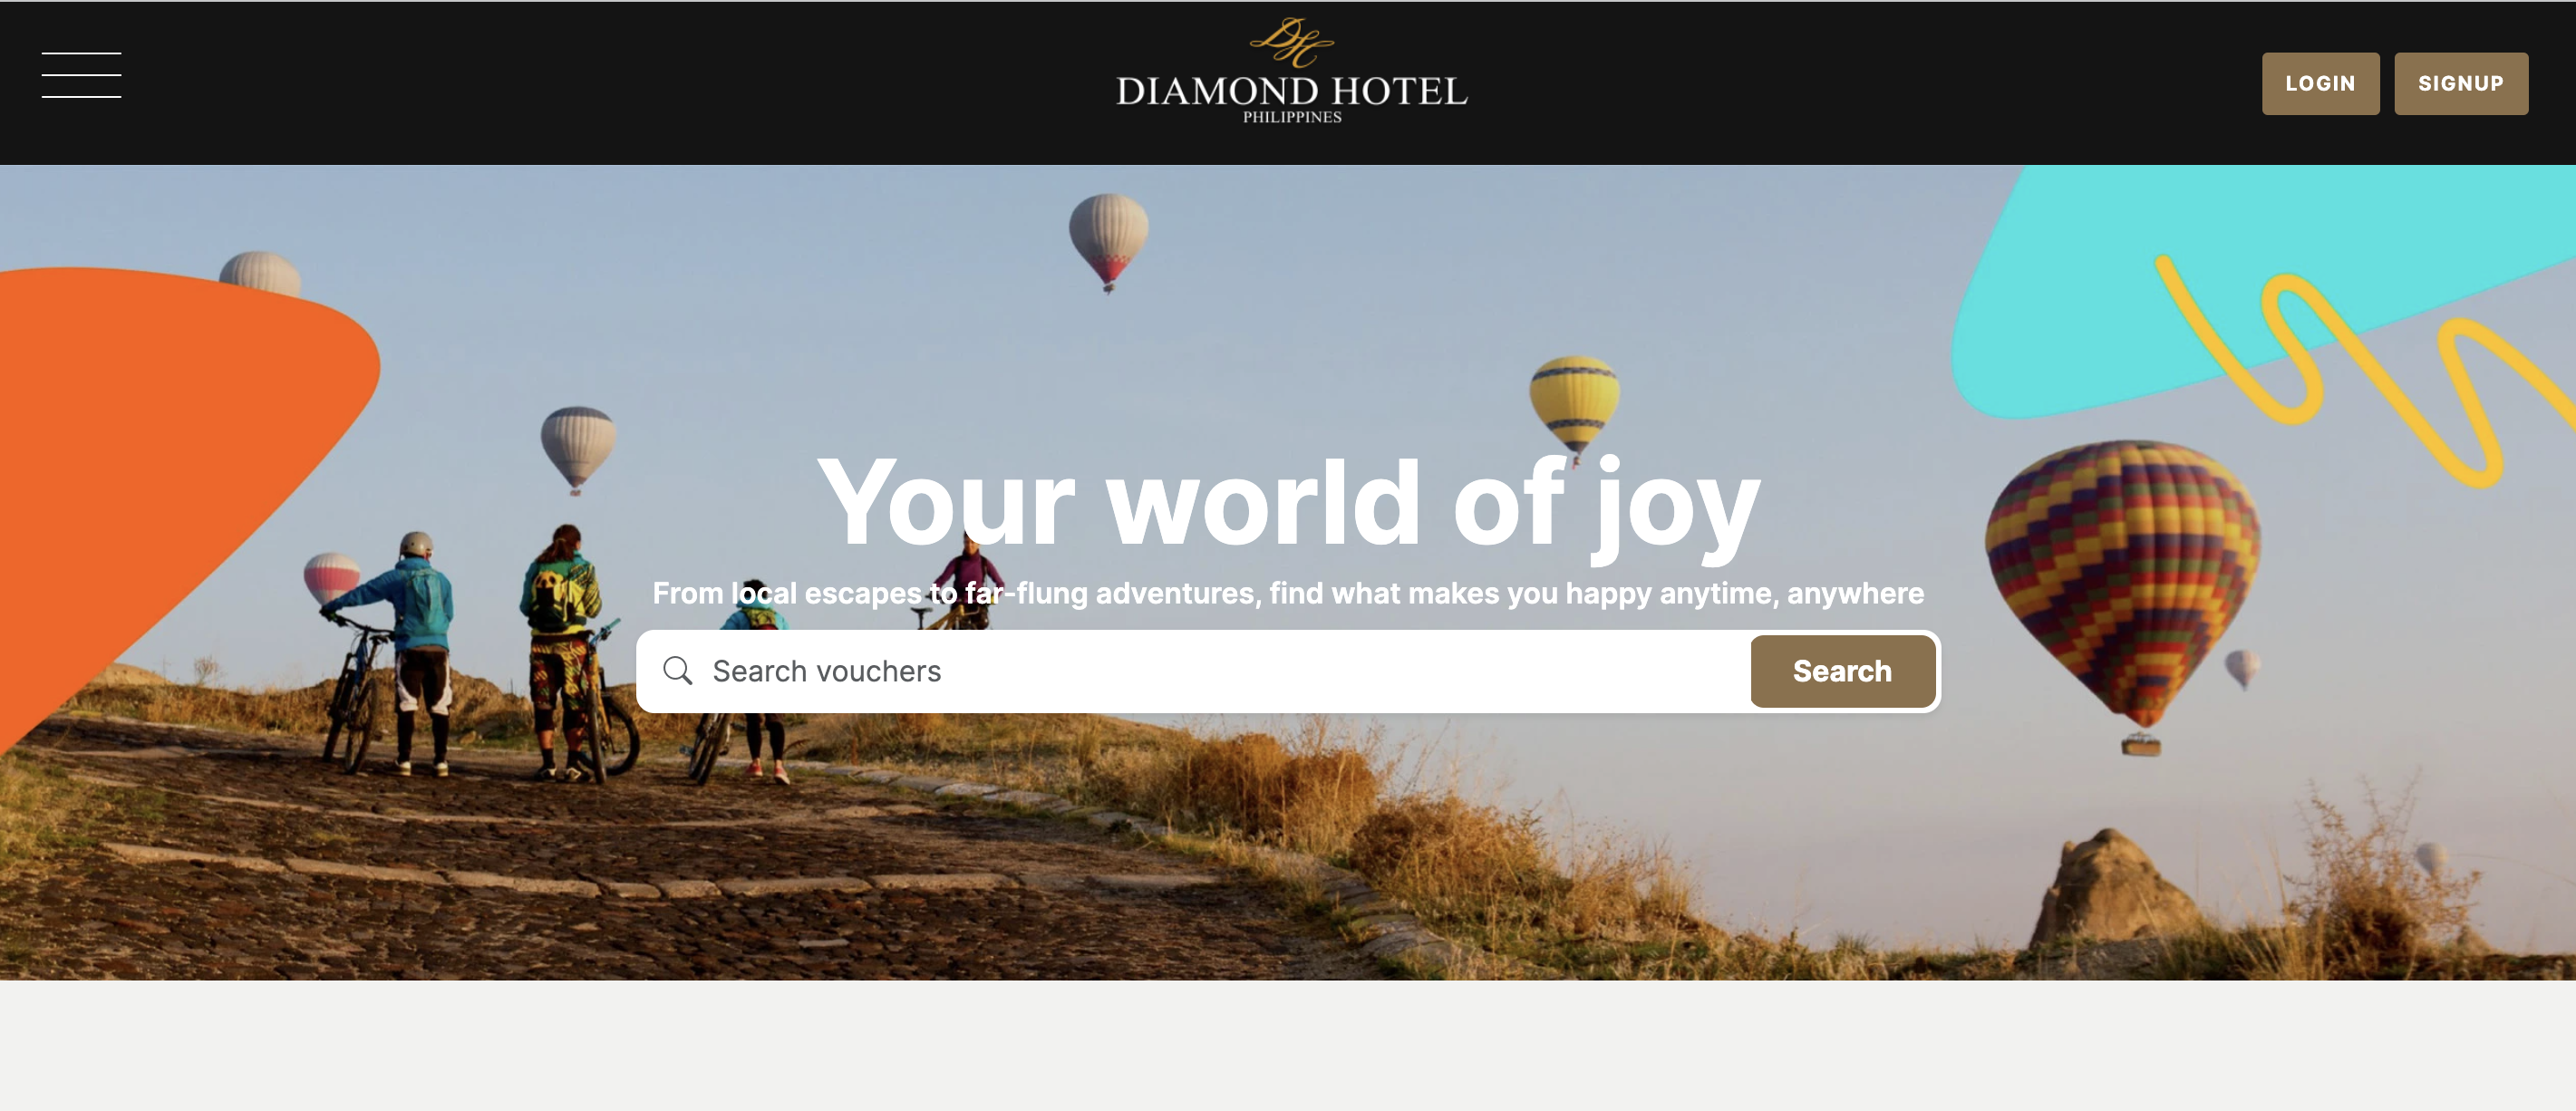 DH
DIAMOND HOTEL
PHILIPPINES
LOGIN
SIGNUP
Your world of joy
From local escapes to far-flung adventures, find what makes you happy anytime, anywhere
Search vouchers
Search